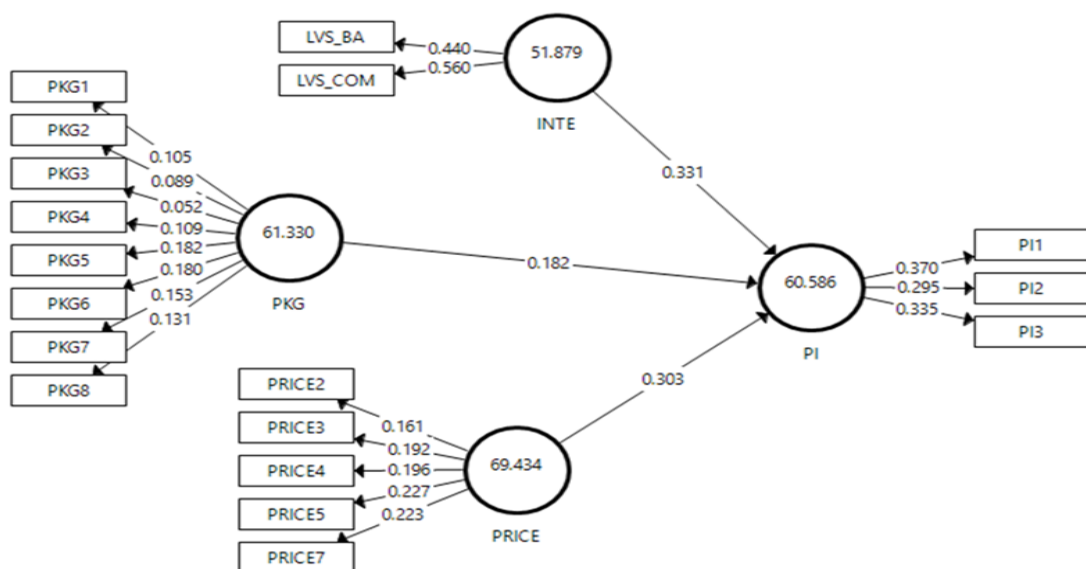 LVS_BA
0.440
51.879
LVS_COM
0.560
INTE
0.331
PKG1
PKG2
PKG3
PKG4
PKG5
PKG6
PKG7
PKG8
0.105
0.089
0.052
0.109
0.182
0.180
0.153
0.131
61.330
PKG
0.182
60.586
PI
0.370
0.295
0.335
PI1
PI2
PI3
0.303
PRICE2
PRICE3
PRICE4
PRICE5
PRICE7
0.161
0.192
0.196
0.227
0.223
69.434
PRICE